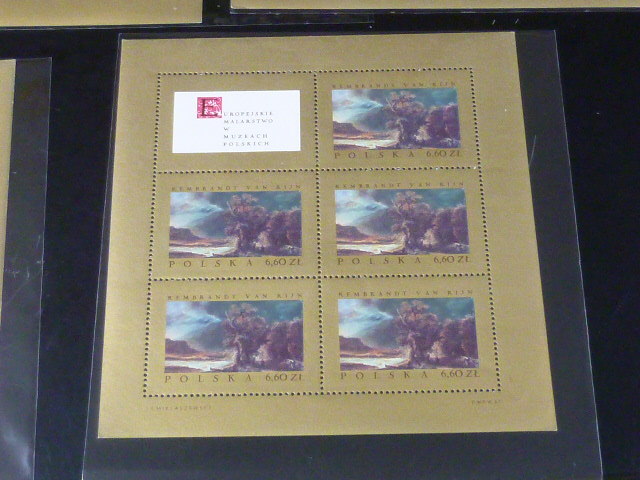 EUROPEJSKIE
MALARSTWO
W
MUZEACH
POLSKICH
REMBRANDT VAN RIJN
POLSKA 6,60 ZŁ
REMBRANDT VAN RIJN
POLSKA 6,60 ZŁ
REMBRANDT VAN RIJN
POLSKA 6,60 ZŁ
REMBRANDT VAN RIJN
POLSKA 6,60 ZŁ
REMBRANDT VAN RIJN
POLSKA 6,60 ZŁ